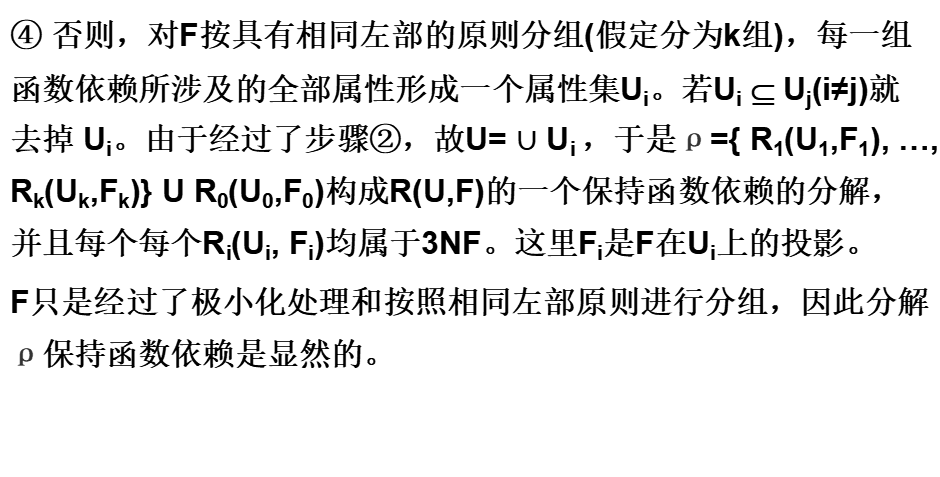 ④ 否则，对F按具有相同左部的原则分组(假定分为k组)，每一组
函数依赖所涉及的全部属性形成一个属性集Uᵢ。若Uᵢ ⊆ Uⱼ(i≠j)就
去掉 Uᵢ。由于经过了步骤②，故U= ∪ Uᵢ ，于是 ρ ={ R₁(U₁,F₁), …,
Rₖ(Uₖ,Fₖ)} U R₀(U₀,F₀)构成R(U,F)的一个保持函数依赖的分解，
并且每个每个Rᵢ(Uᵢ, Fᵢ)均属于3NF。这里Fᵢ是F在Uᵢ上的投影。
F只是经过了极小化处理和按照相同左部原则进行分组，因此分解
ρ 保持函数依赖是显然的。